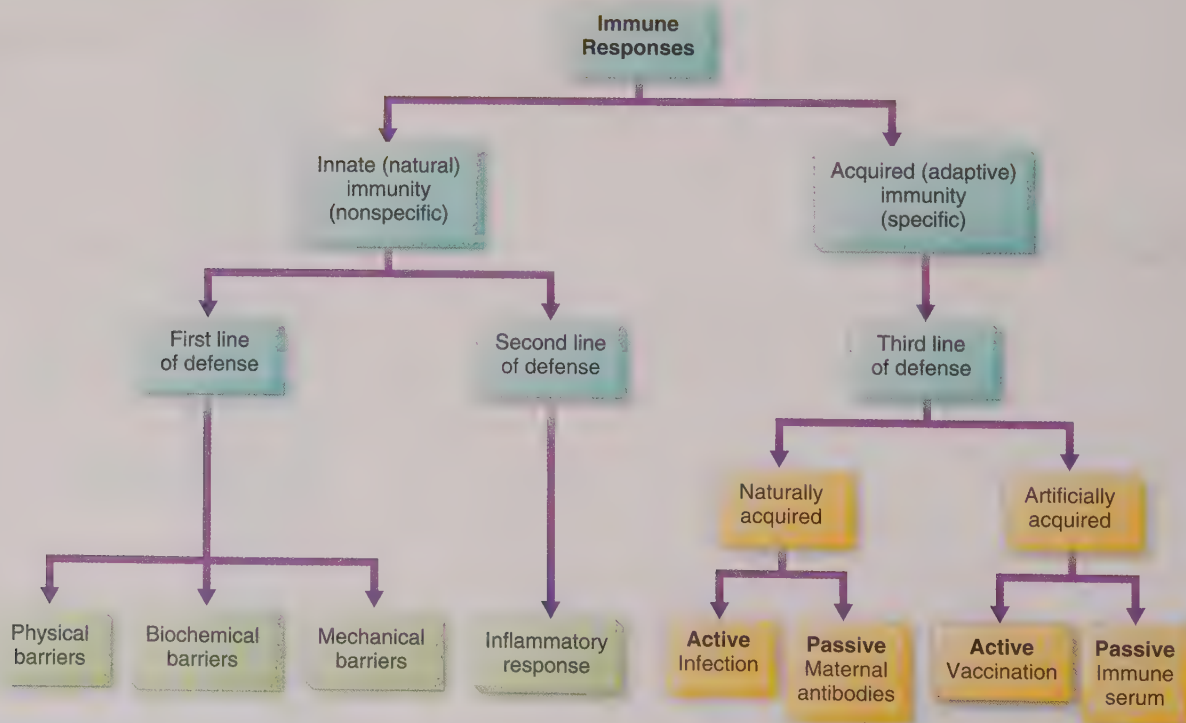 Immune
Responses
Innate (natural)
immunity
(nonspecific)
Acquired (adaptive)
immunity
(specific)
First line
of defense
Second line
of defense
Third line
of defense
Naturally
acquired
Artificially
acquired
Physical
barriers
Biochemical
barriers
Mechanical
barriers
Inflammatory
response
Active
Infection
Passive
Maternal
antibodies
Active
Vaccination
Passive
Immune
serum